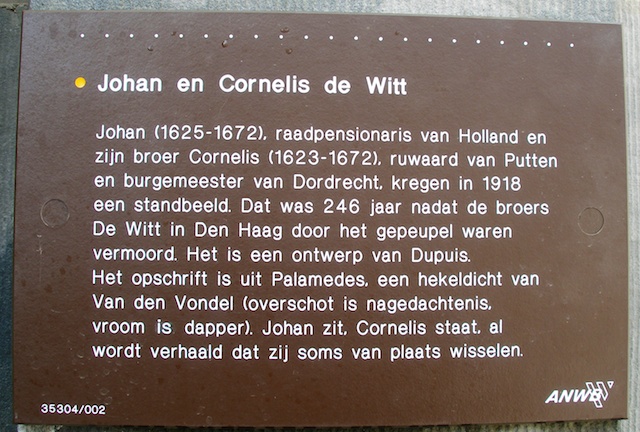 Johan en Cornelis de Witt
Johan (1625-1672), raadpensionaris van Holland en
zijn broer Cornelis (1623-1672), ruwaard van Putten
en burgemeester van Dordrecht, kregen in 1918
een standbeeld. Dat was 246 jaar nadat de broers
De Witt in Den Haag door het gepeupel waren
vermoord. Het is een ontwerp van Dupuis.
Het opschrift is uit Palamedes, een hekeldicht van
Van den Vondel (overschot is nagedachtenis,
vroom is dapper). Johan zit, Cornelis staat, al
wordt verhaald dat zij soms van plaats wisselen.
35304/002
ANWB